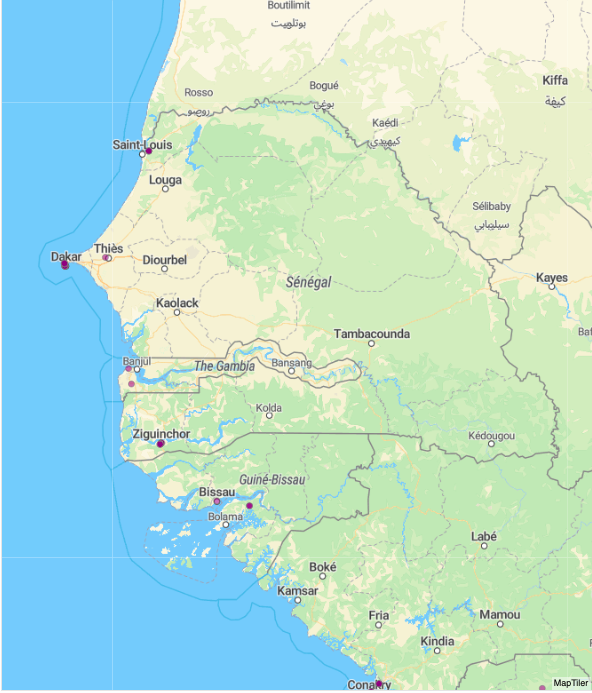 Boutilimit
بوتلميت
Kiffa
كيفة
Bogué
بوغي
Rosso
روصو
Kaédi
كيهيدي
Saint-Louis
Louga
Sélibaby
سيليبابي
Dakar
Thiès
Diourbel
Sénégal
Kayes
Kaolack
Tambacounda
Banjul
The Gambia
Bansang
Kolda
Ziguinchor
Kédougou
Guiné-Bissau
Bissau
Bolama
Labé
Boké
Kamsar
Fria
Mamou
Kindia
Conakry
MapTiler